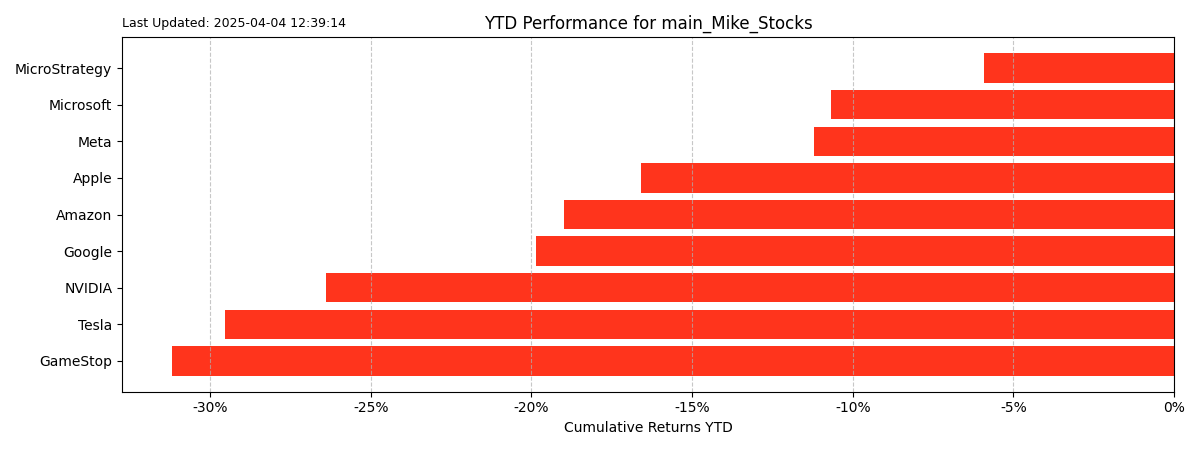 Last Updated: 2025-04-04 12:39:14
YTD Performance for main_Mike_Stocks
MicroStrategy
Microsoft
Meta
Apple
Amazon
Google
NVIDIA
Tesla
GameStop
-30% -25% -20% -15% -10% -5% 0%
Cumulative Returns YTD